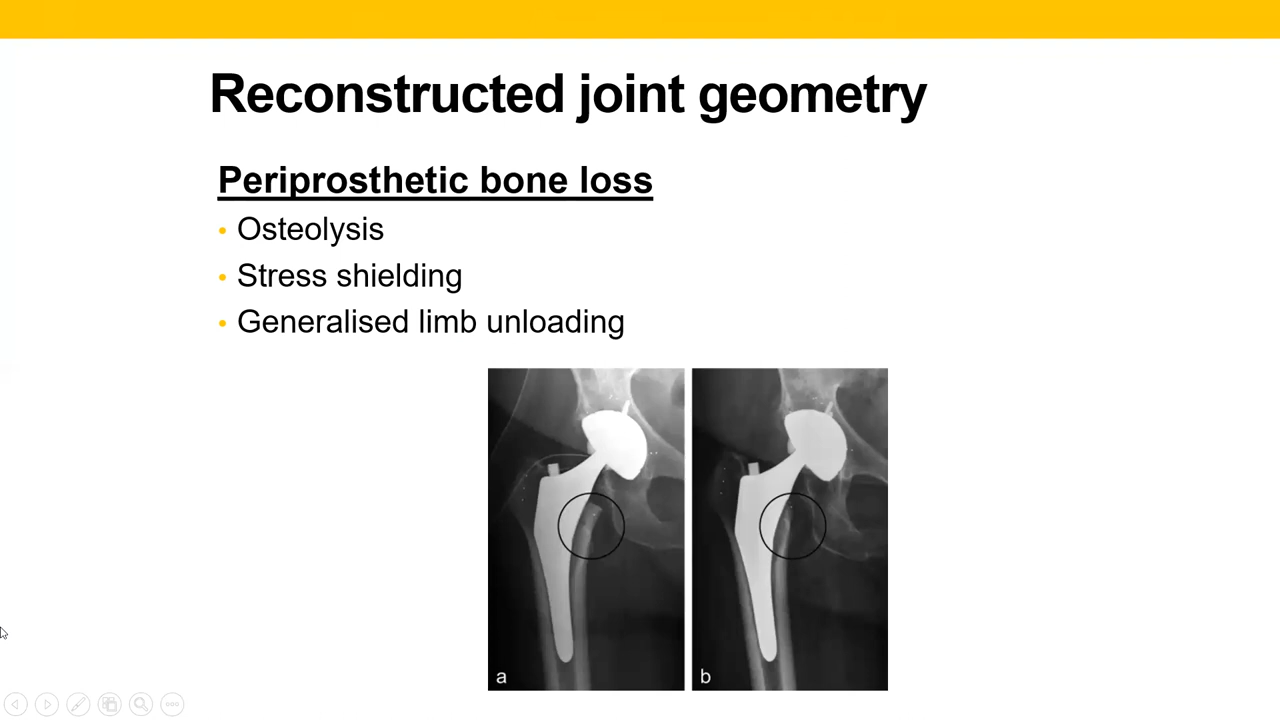 Reconstructed joint geometry
Periprosthetic bone loss
• Osteolysis
• Stress shielding
• Generalised limb unloading
a
b